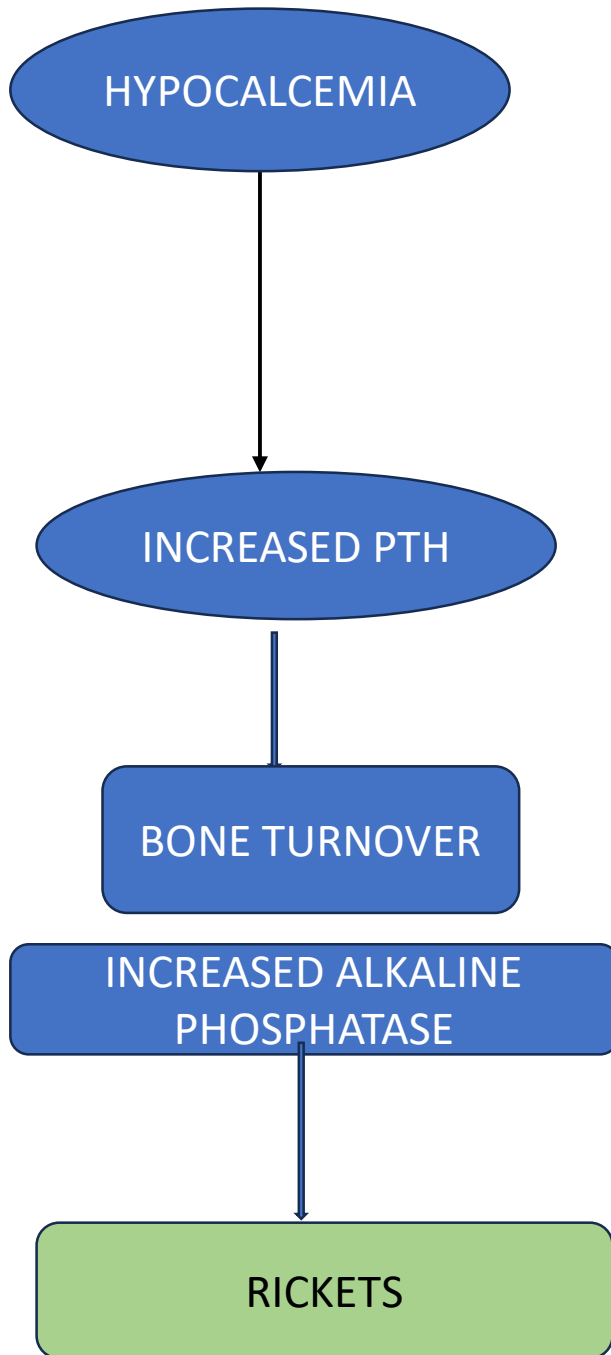 HYPOCALCEMIA
INCREASED PTH
BONE TURNOVER
INCREASED ALKALINE
PHOSPHATASE
RICKETS